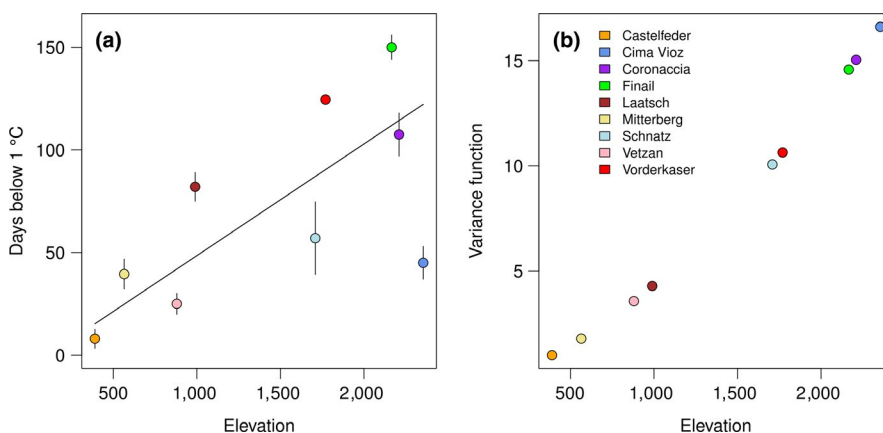 (a)
150
100
50
0
Days below 1 °C
500
1,000
1,500
2,000
Elevation
(b)
Castelfeder
Cima Vioz
Coronaccia
Finail
Laatsch
Mitterberg
Schnatz
Vetzan
Vorderkaser
15
10
5
Variance function
500
1,000
1,500
2,000
Elevation